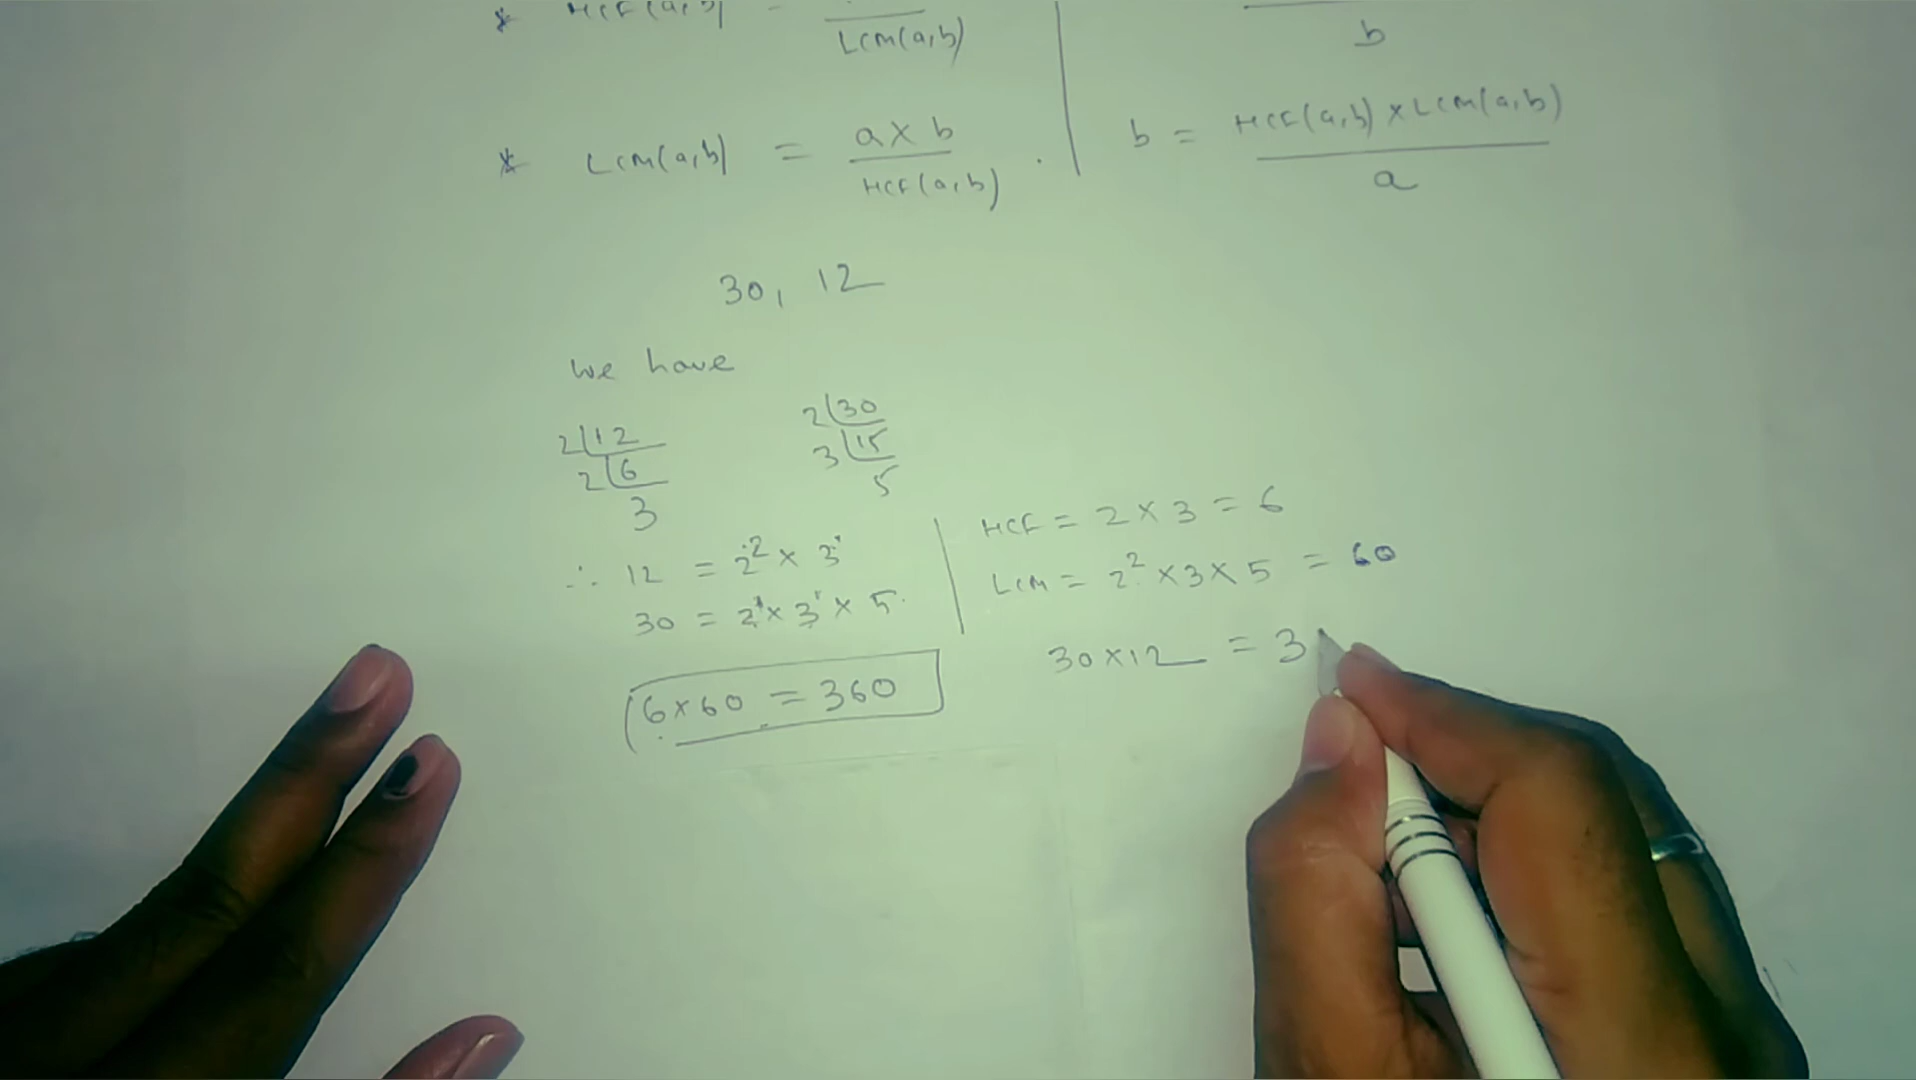 * HCF(a,b) =
LCM(a,b)
* LCM(a,b) = a × b / HCF(a,b) .
b
b = HCF(a,b) × LCM(a,b) / a
30, 12
We have
2 12
2 6
3
2 30
3 15
5
∴ 12 = 2² × 3¹
30 = 2¹ × 3¹ × 5.
HCF = 2 × 3 = 6
LCM = 2² × 3 × 5 = 60
6 × 60 = 360
30 × 12 = 3